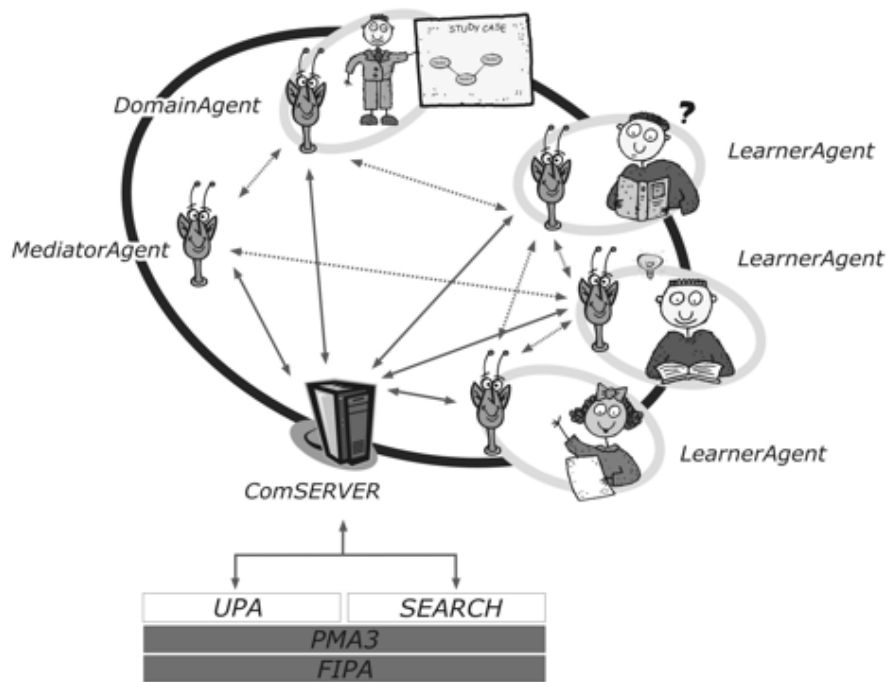 STUDY CASE
DomainAgent
?
LearnerAgent
MediatorAgent
LearnerAgent
LearnerAgent
ComSERVER
UPA
SEARCH
PMA3
FIPA